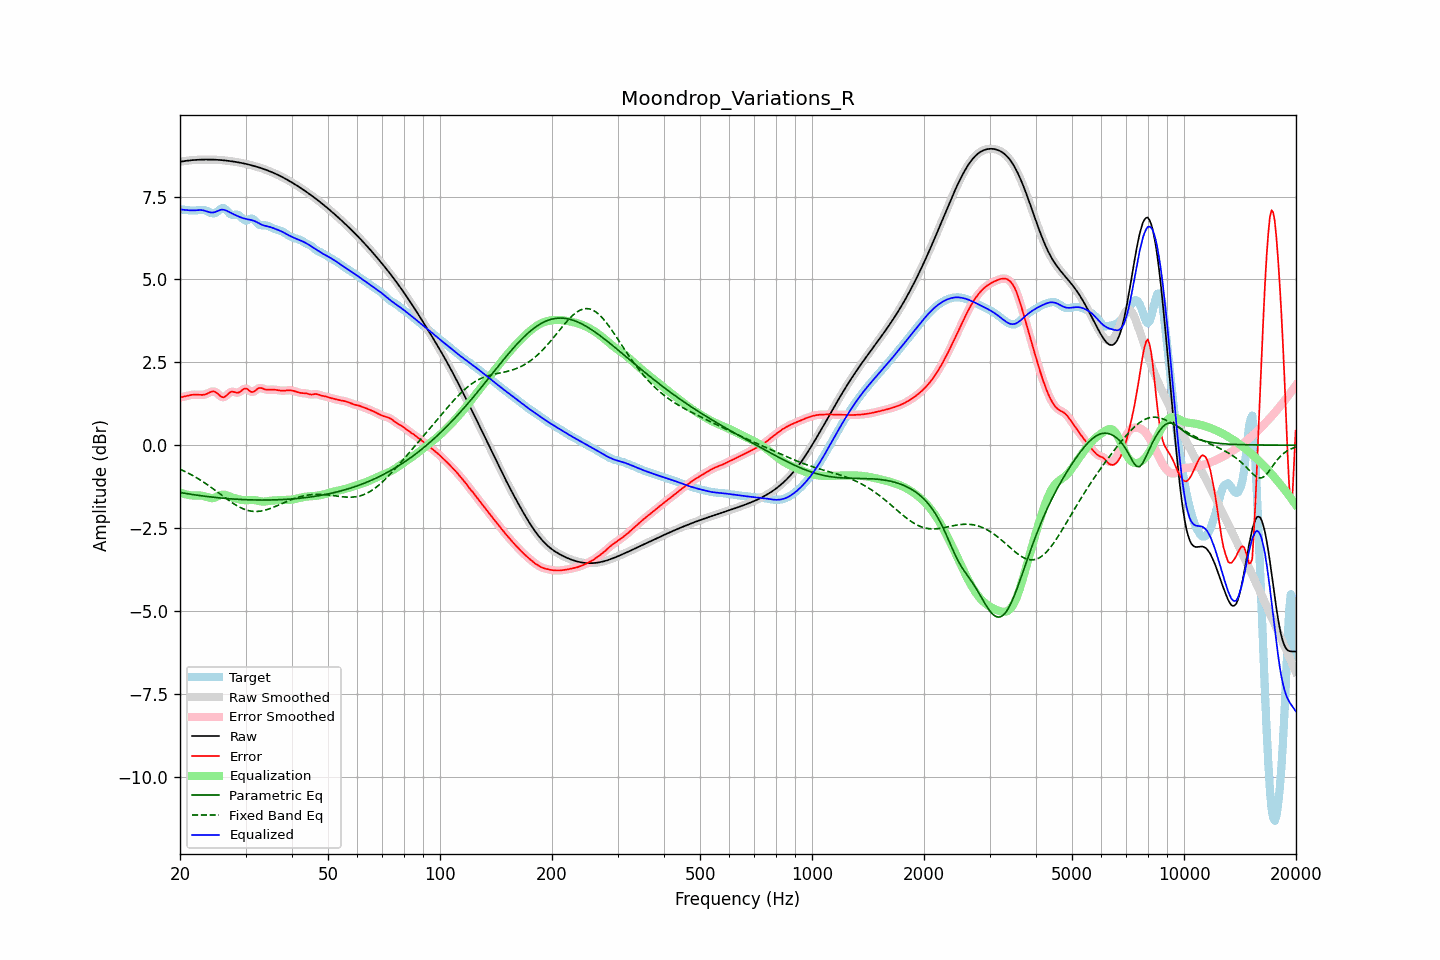 Moondrop_Variations_R
Amplitude (dBr)
7.5
5.0
2.5
0.0
−2.5
−5.0
−7.5
−10.0
Target
Raw Smoothed
Error Smoothed
Raw
Error
Equalization
Parametric Eq
Fixed Band Eq
Equalized
20 50 100 200 500 1000 2000 5000 10000 20000
Frequency (Hz)